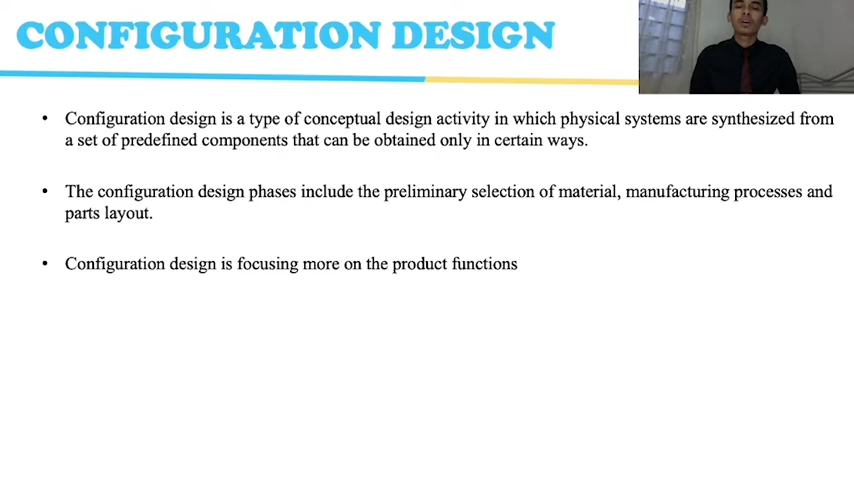 CONFIGURATION DESIGN
• Configuration design is a type of conceptual design activity in which physical systems are synthesized from
a set of predefined components that can be obtained only in certain ways.
• The configuration design phases include the preliminary selection of material, manufacturing processes and
parts layout.
• Configuration design is focusing more on the product functions